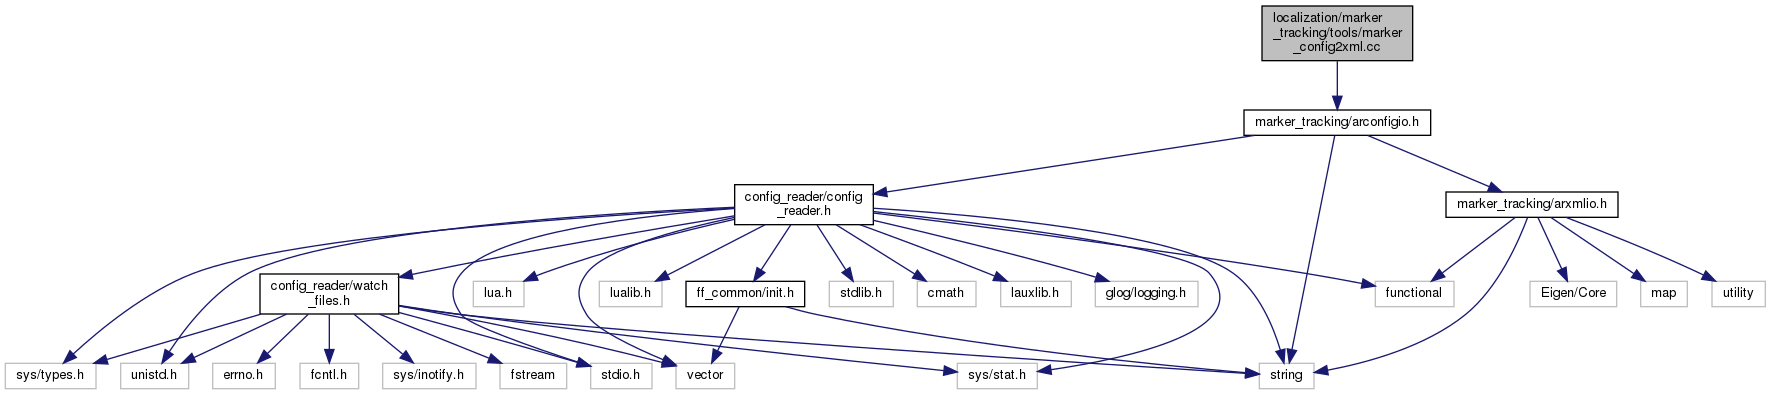 localization/marker
_tracking/tools/marker
_config2xml.cc
marker_tracking/arconfigio.h
config_reader/config
_reader.h
marker_tracking/arxmlio.h
config_reader/watch
_files.h
lua.h
lualib.h
ff_common/init.h
stdlib.h
cmath
lauxlib.h
glog/logging.h
functional
Eigen/Core
map
utility
sys/types.h
unistd.h
errno.h
fcntl.h
sys/inotify.h
fstream
stdio.h
vector
sys/stat.h
string